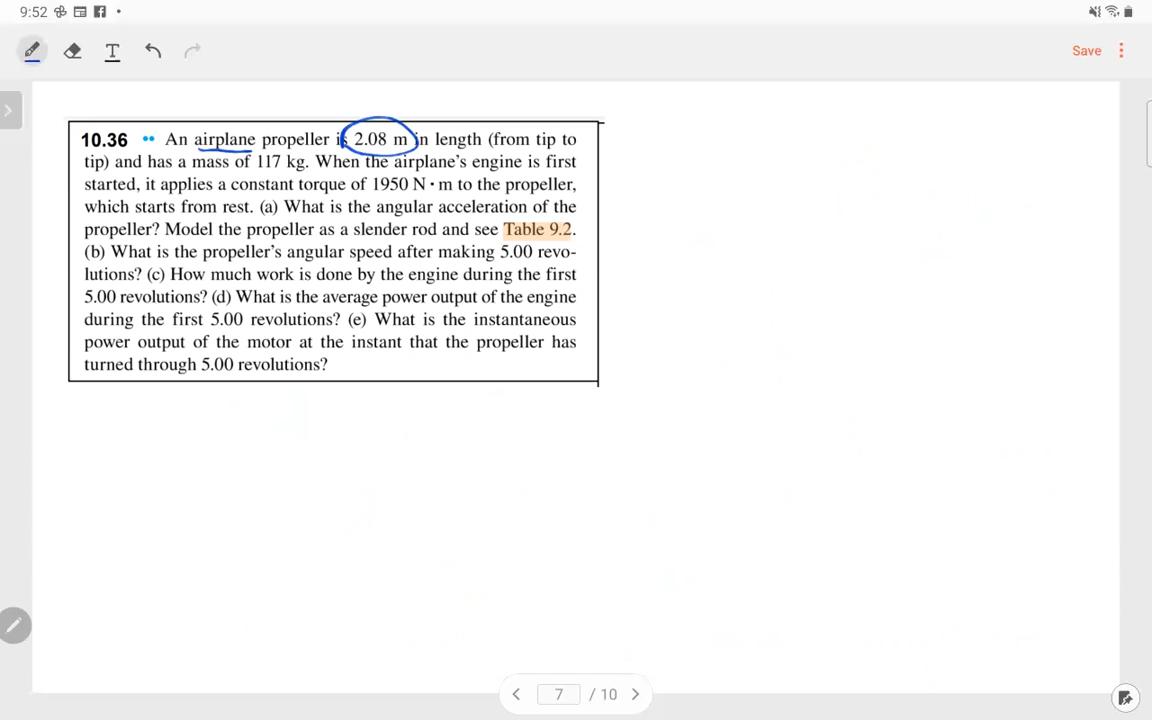 9:52
T
Save
10.36 •• An airplane propeller is 2.08 m in length (from tip to
tip) and has a mass of 117 kg. When the airplane’s engine is first
started, it applies a constant torque of 1950 N · m to the propeller,
which starts from rest. (a) What is the angular acceleration of the
propeller? Model the propeller as a slender rod and see Table 9.2.
(b) What is the propeller’s angular speed after making 5.00 revo-
lutions? (c) How much work is done by the engine during the first
5.00 revolutions? (d) What is the average power output of the engine
during the first 5.00 revolutions? (e) What is the instantaneous
power output of the motor at the instant that the propeller has
turned through 5.00 revolutions?
7 / 10